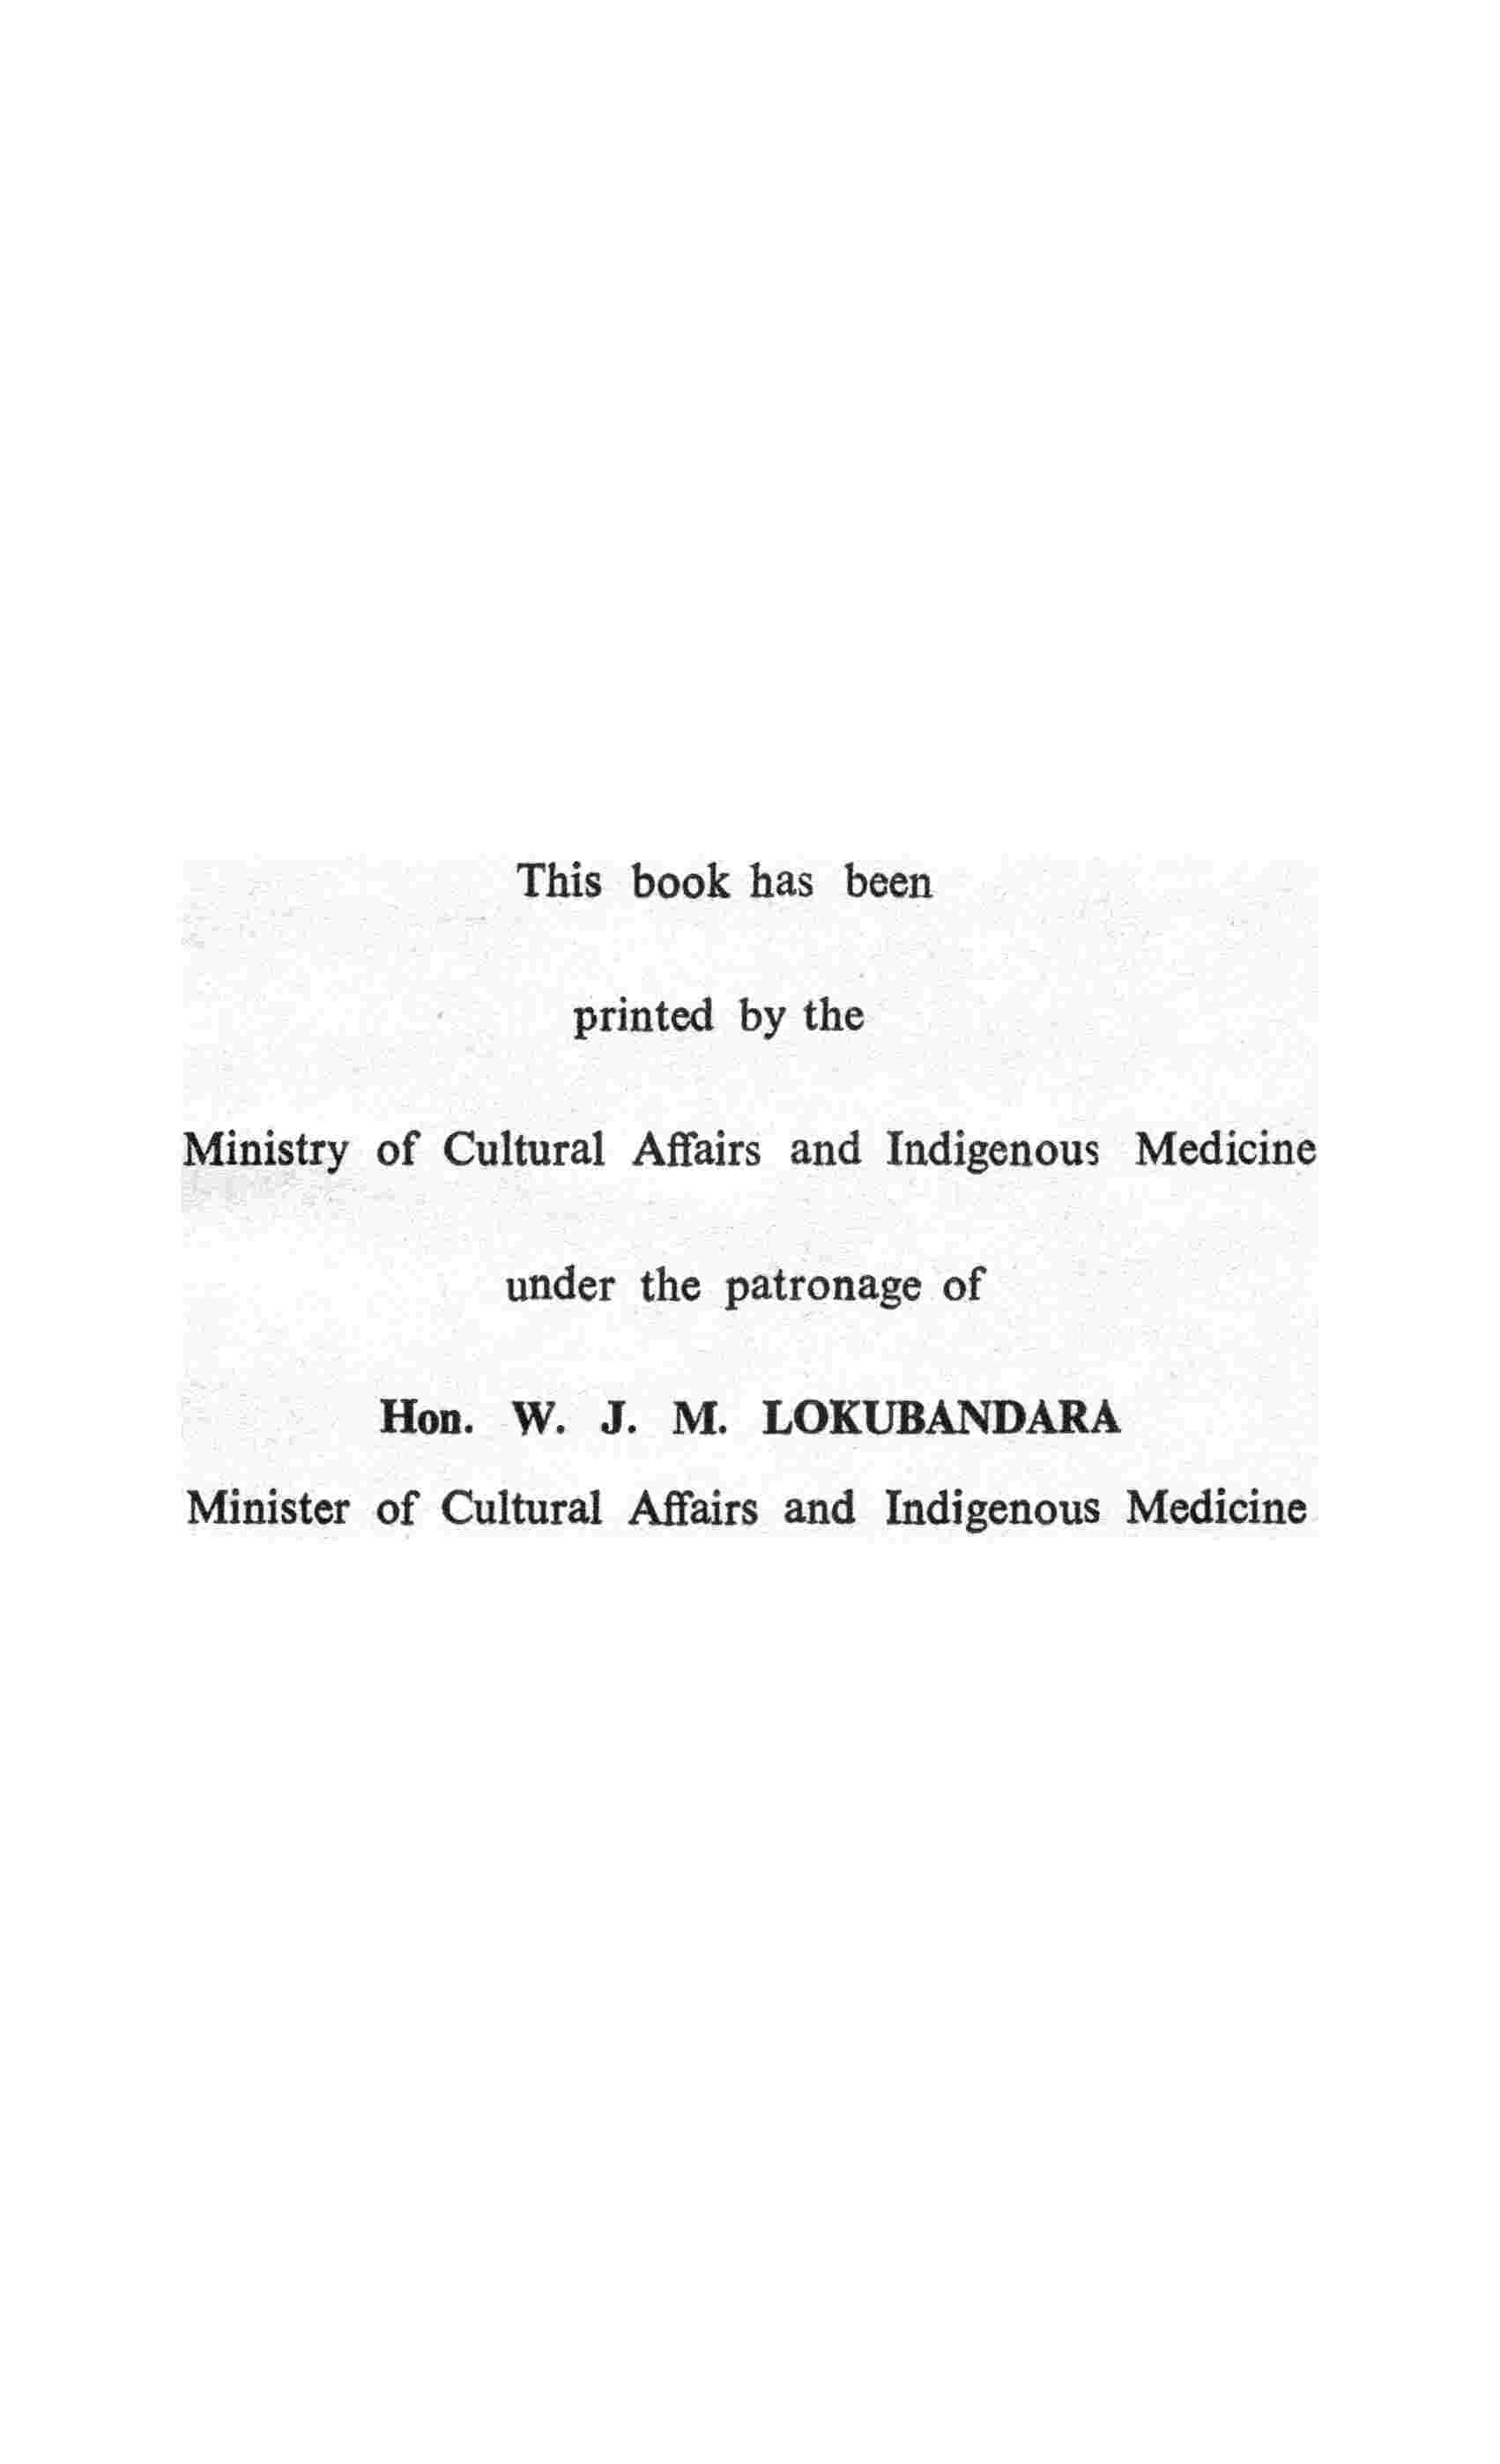 This book has been
printed by the
Ministry of Cultural Affairs and Indigenous Medicine
under the patronage of
Hon. W. J. M. LOKUBANDARA
Minister of Cultural Affairs and Indigenous Medicine